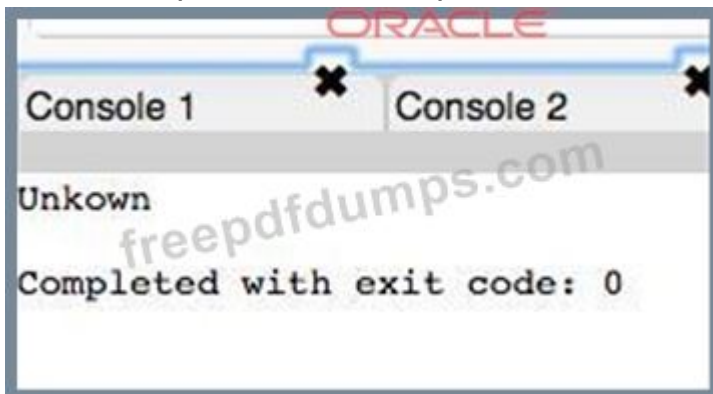 ORACLE
Console 1
Console 2
Unkown
freepdfdumps.com
Completed with exit code: 0